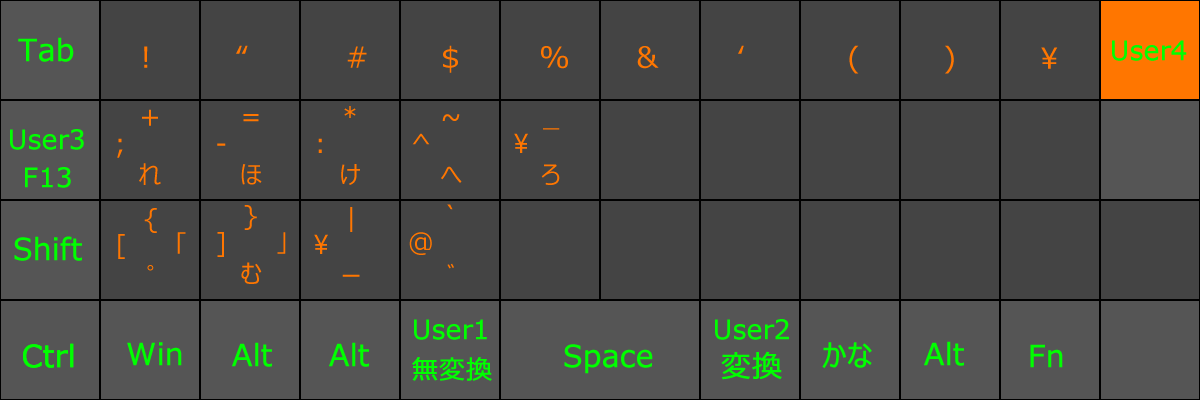 Tab ! “ # $ % & ‘ ( ) ¥ User4
User3 F13 + ; れ = - ほ * : け ~ ^ へ _ ¥ ろ
Shift { [ 「 ° } ] 」 む | ¥ ー ` @ ゛
Ctrl Win Alt Alt User1 無変換 Space User2 変換 かな Alt Fn